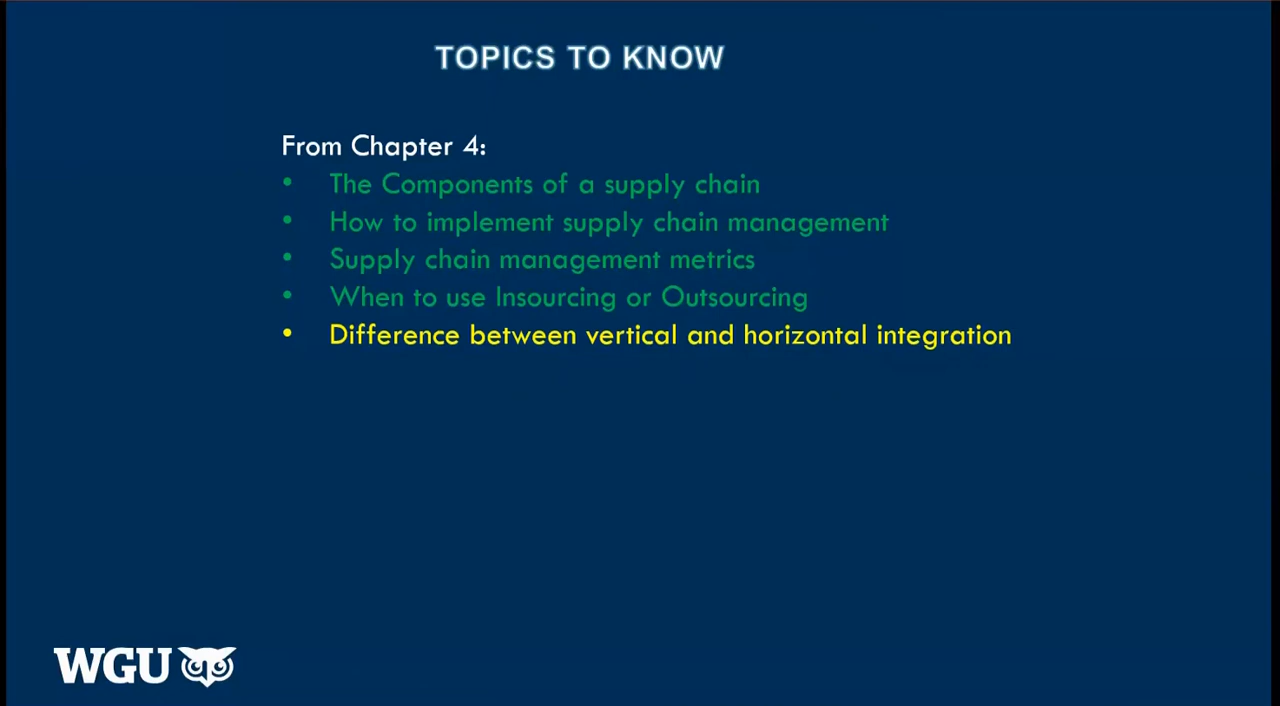 TOPICS TO KNOW
From Chapter 4:
• The Components of a supply chain
• How to implement supply chain management
• Supply chain management metrics
• When to use Insourcing or Outsourcing
• Difference between vertical and horizontal integration
WGU